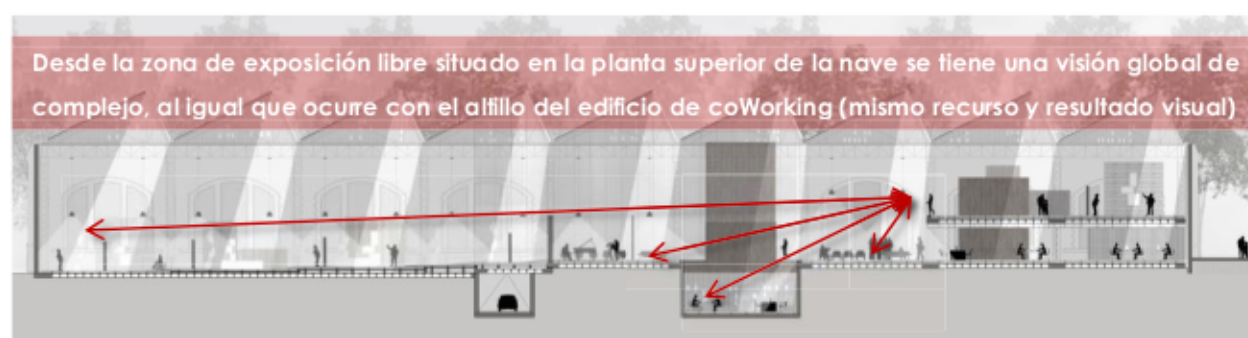 Desde la zona de exposición libre situado en la planta superior de la nave se tiene una visión global de
complejo, al igual que ocurre con el altillo del edificio de coWorking (mismo recurso y resultado visual)